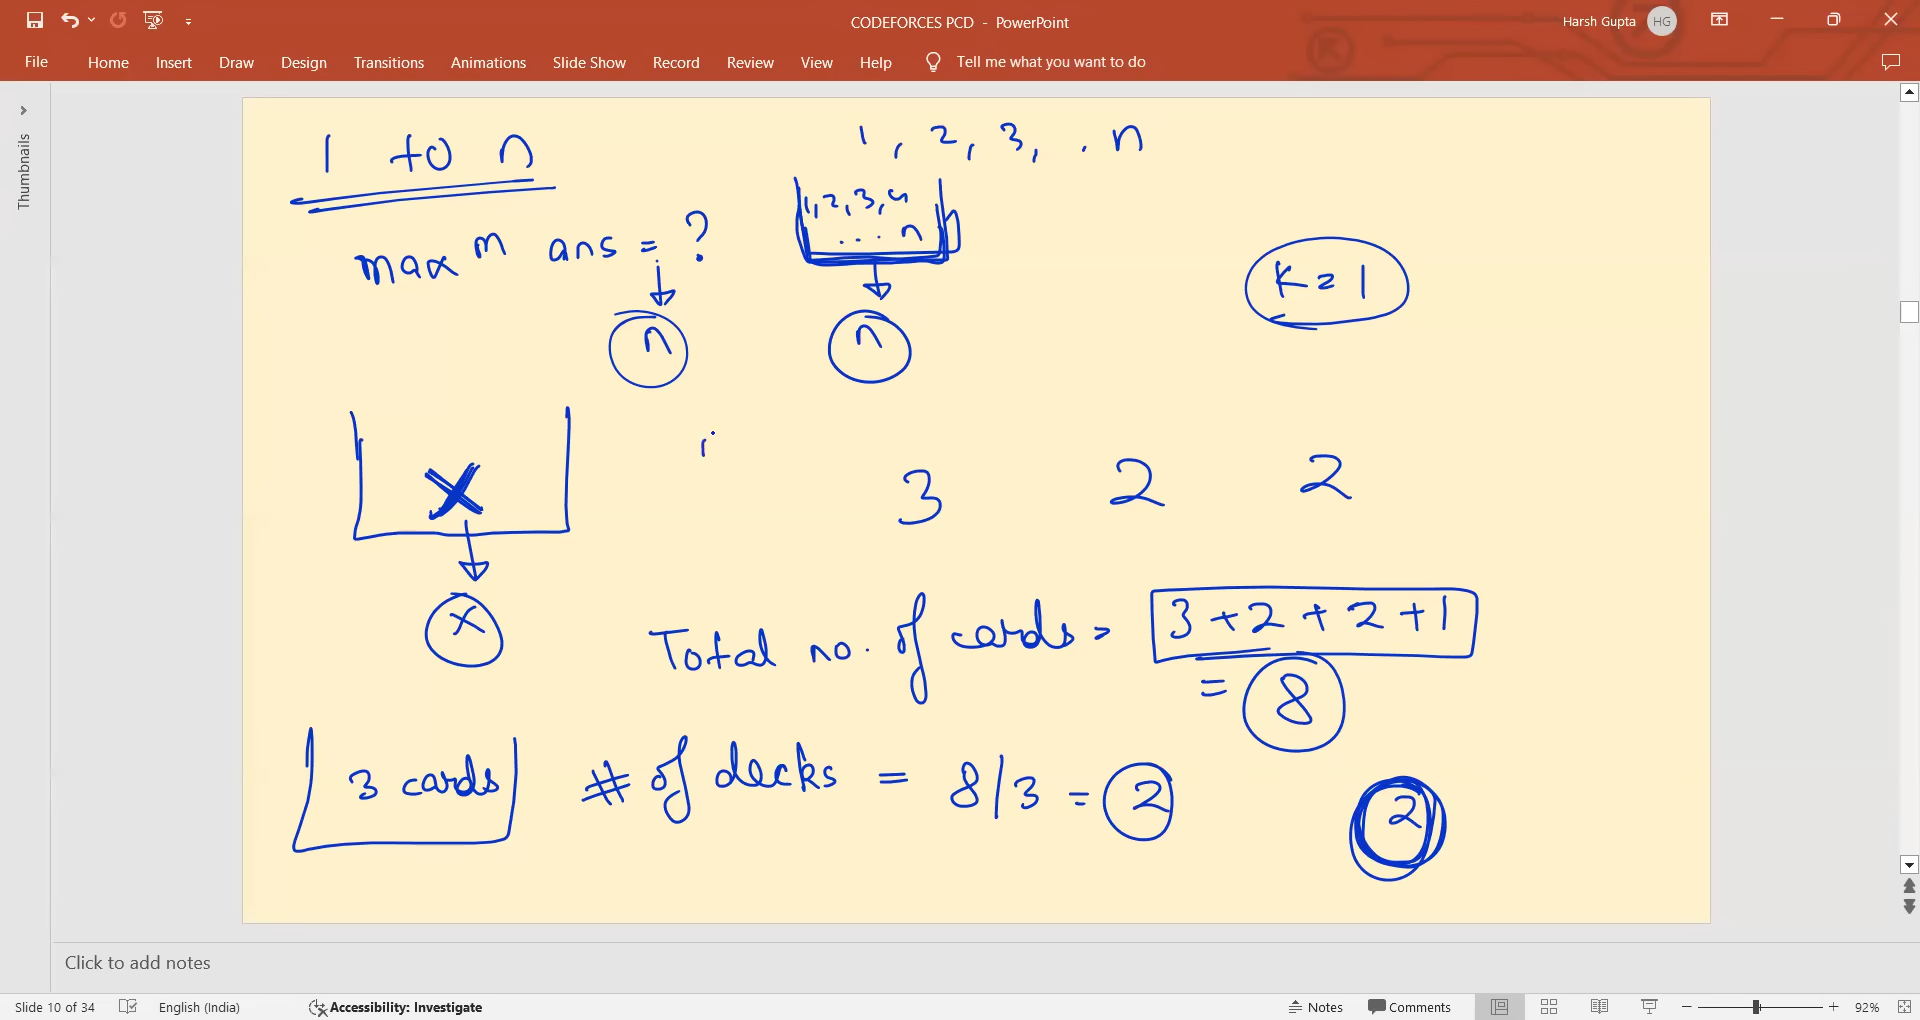 CODEFORCES PCD - PowerPoint
Harsh Gupta HG
File Home Insert Draw Design Transitions Animations Slide Show Record Review View Help Tell me what you want to do
Thumbnails
1 to n
1, 2, 3, . n
1, 2, 3, 4
... n
max m ans = ?
n
n
K = 1
X
x
3 2 2
Total no. of cards = 3 + 2 + 2 + 1
= 8
3 cards
# of decks = 8/3 = 2
2
Click to add notes
Slide 10 of 34 English (India) Accessibility: Investigate Notes Comments 92%